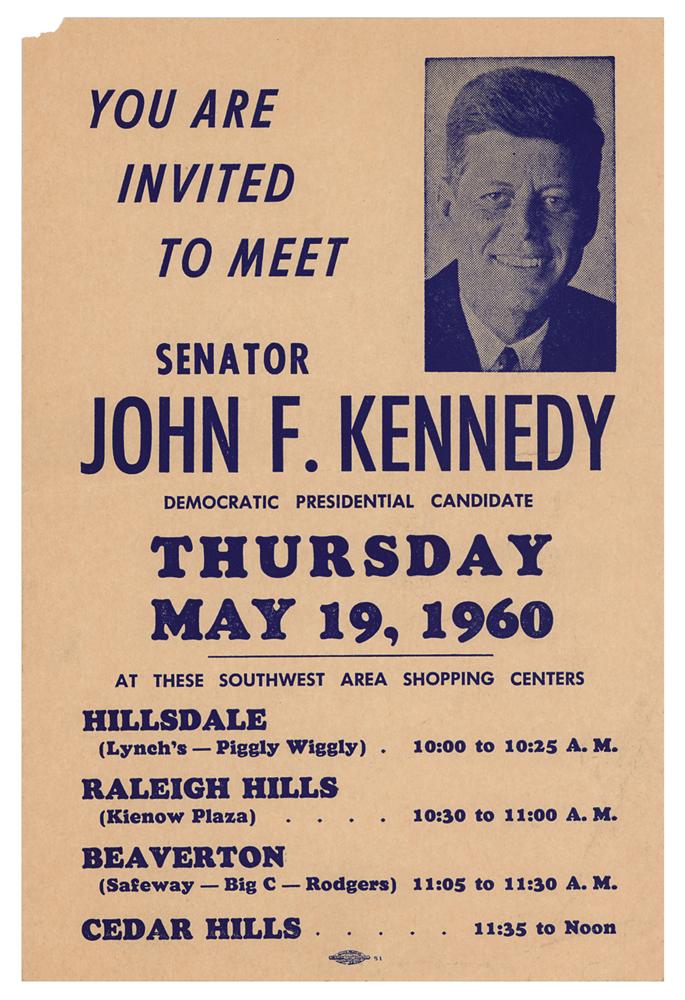 YOU ARE
INVITED
TO MEET
SENATOR
JOHN F. KENNEDY
DEMOCRATIC PRESIDENTIAL CANDIDATE
THURSDAY
MAY 19, 1960
AT THESE SOUTHWEST AREA SHOPPING CENTERS
HILLSDALE
(Lynch's — Piggly Wiggly) . 10:00 to 10:25 A. M.
RALEIGH HILLS
(Kienow Plaza) . . . . 10:30 to 11:00 A. M.
BEAVERTON
(Safeway — Big C — Rodgers) 11:05 to 11:30 A. M.
CEDAR HILLS . . . . . 11:35 to Noon
51